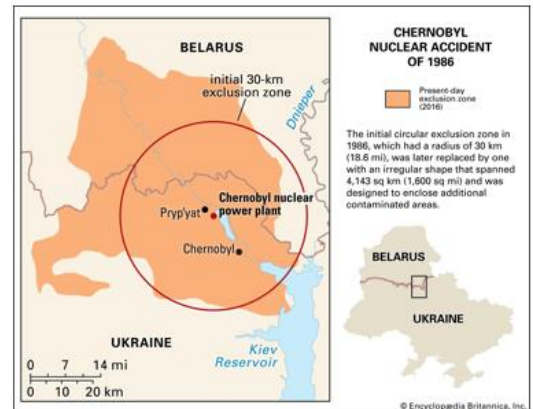 BELARUS
initial 30-km
exclusion zone
Dnieper
Chernobyl nuclear
power plant
Pryp'yat
Chernobyl
UKRAINE
Kiev
Reservoir
0 7 14 mi
0 10 20 km
CHERNOBYL
NUCLEAR ACCIDENT
OF 1986
Present-day
exclusion zone
(2016)
The initial circular exclusion zone in
1986, which had a radius of 30 km
(18.6 mi), was later replaced by one
with an irregular shape that spanned
4,143 sq km (1,600 sq mi) and was
designed to enclose additional
contaminated areas.
BELARUS
UKRAINE
© Encyclopædia Britannica, Inc.